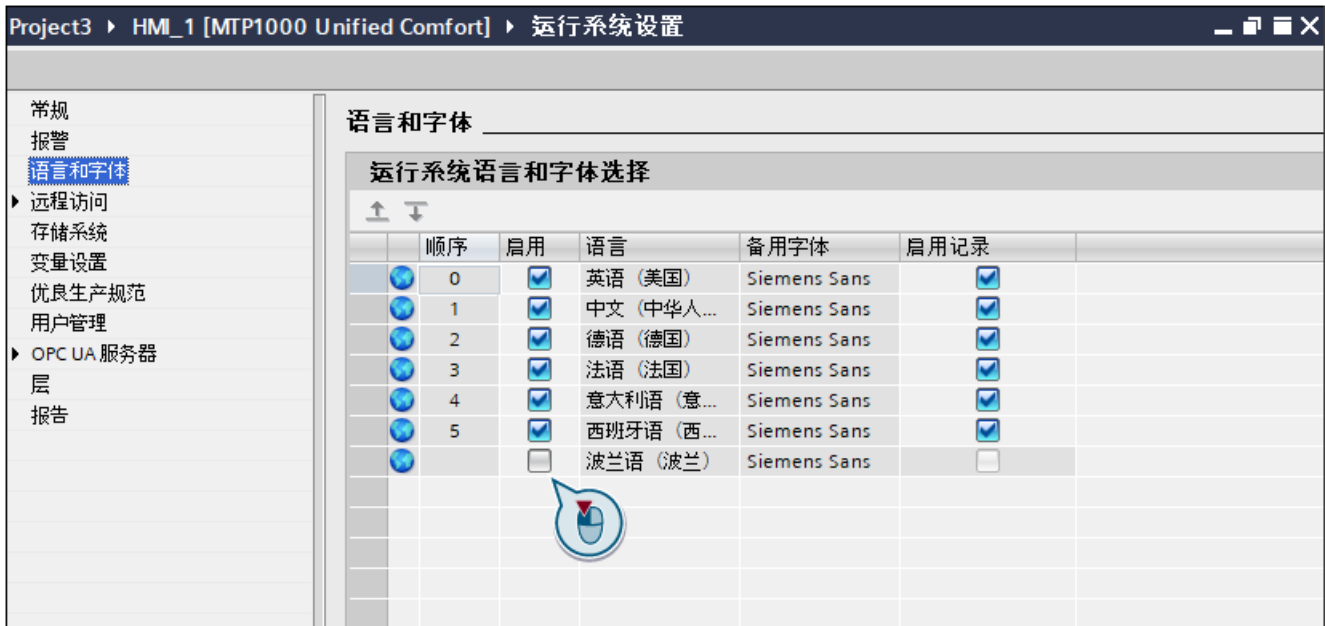 Project3 ▸ HMI_1 [MTP1000 Unified Comfort] ▸ 运行系统设置
常规
报警
语言和字体
远程访问
存储系统
变量设置
优良生产规范
用户管理
OPC UA 服务器
层
报告
语言和字体
运行系统语言和字体选择
顺序 启用 语言 备用字体 启用记录
0 英语（美国） Siemens Sans
1 中文（中华人... Siemens Sans
2 德语（德国） Siemens Sans
3 法语（法国） Siemens Sans
4 意大利语（意... Siemens Sans
5 西班牙语（西... Siemens Sans
波兰语（波兰） Siemens Sans